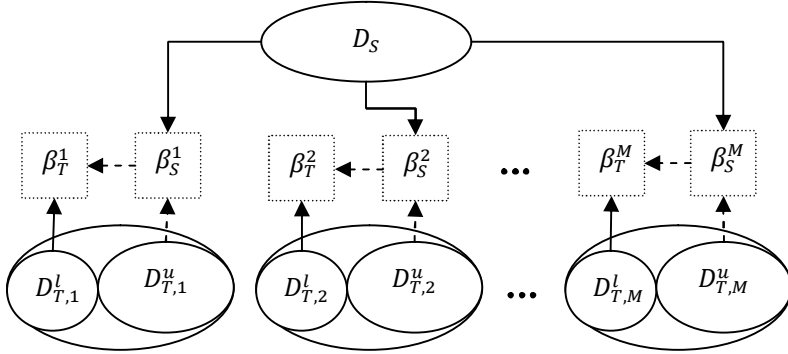 D_S
β_T^1 β_S^1 β_T^2 β_S^2 ... β_T^M β_S^M
D_{T,1}^l D_{T,1}^u D_{T,2}^l D_{T,2}^u ... D_{T,M}^l D_{T,M}^u